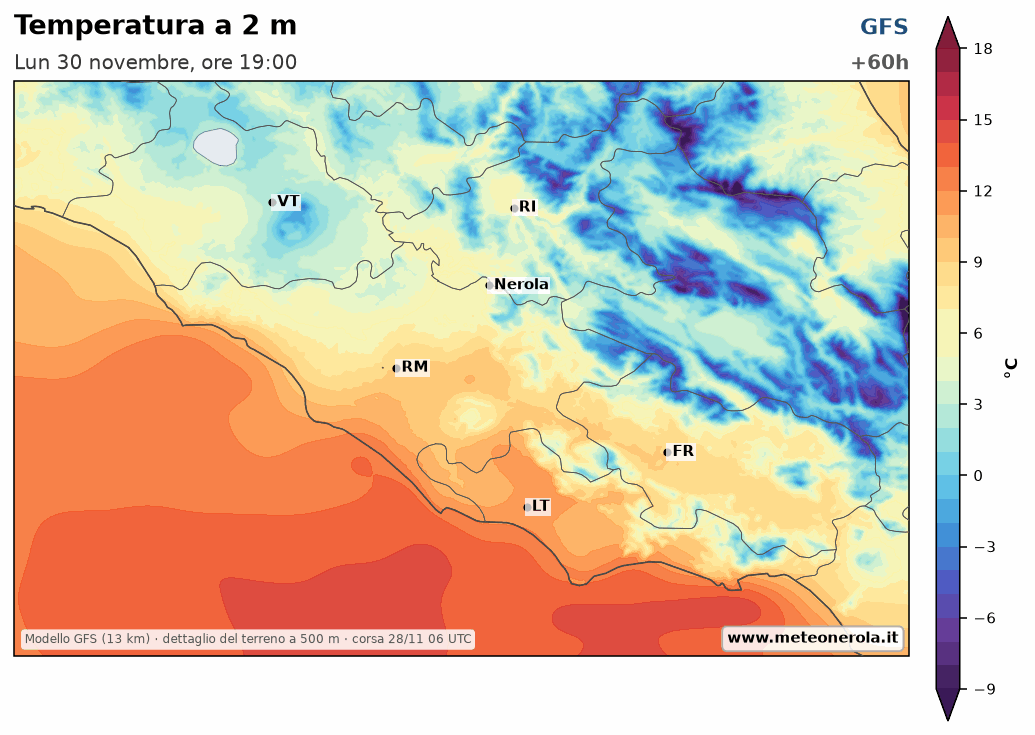 Temperatura a 2 m
GFS
Lun 30 novembre, ore 19:00
+60h
18
15
12
9
6
3
0
−3
−6
−9
°C
VT
RI
Nerola
RM
FR
LT
Modello GFS (13 km) · dettaglio del terreno a 500 m · corsa 28/11 06 UTC
www.meteonerola.it